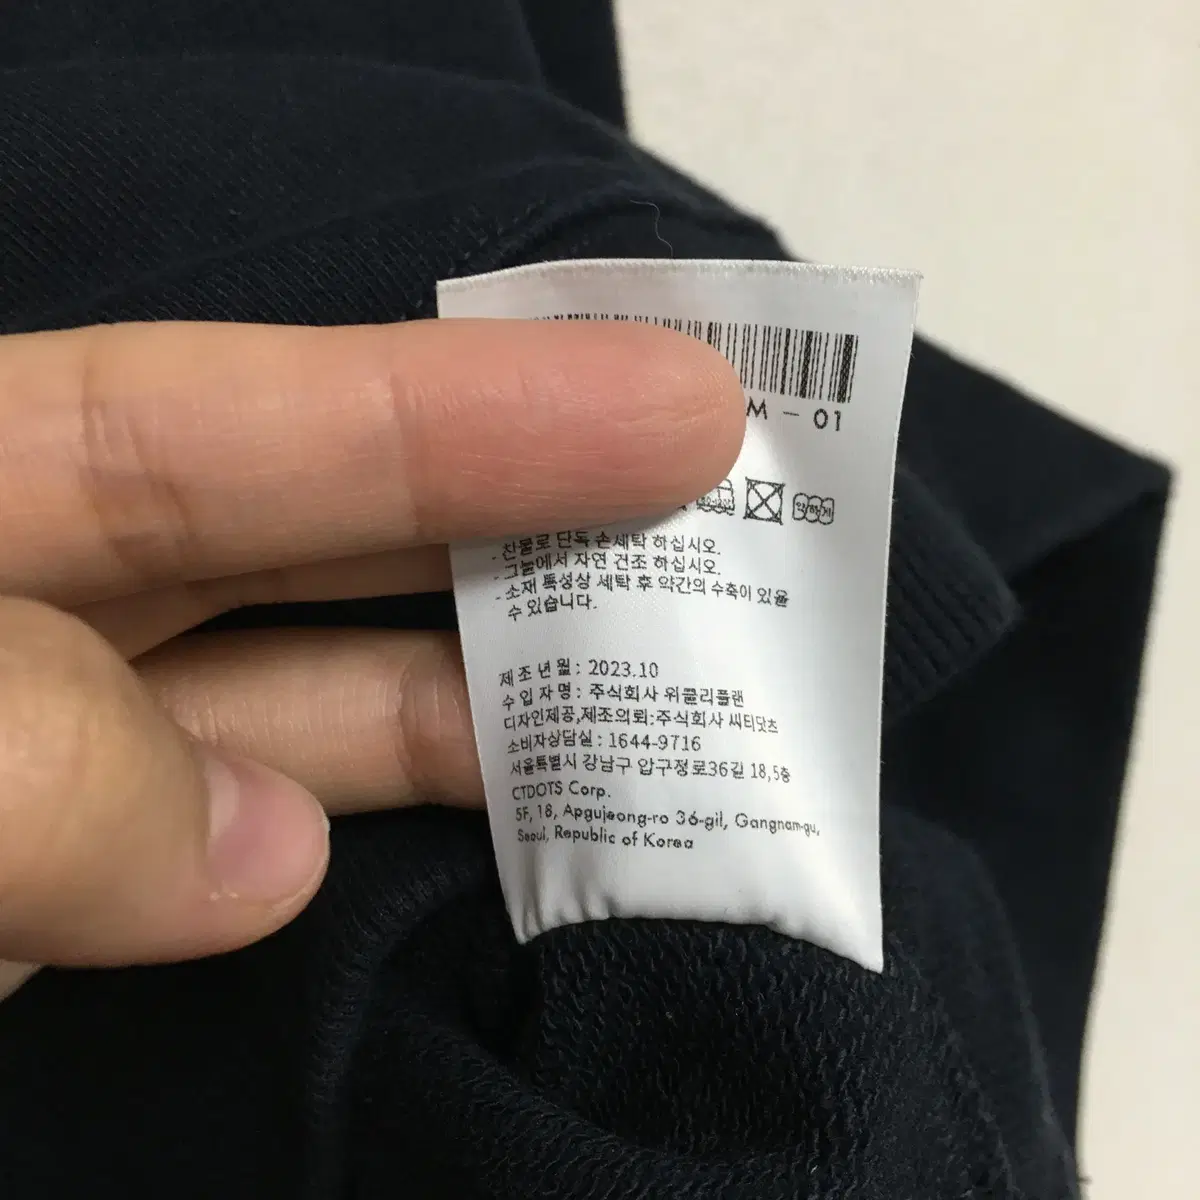 M - 01
약하게
- 찬물로 단독 손세탁 하십시오.
- 그늘에서 자연 건조 하십시오.
- 소재 특성상 세탁 후 약간의 수축이 있을
수 있습니다.
제 조 년 월 : 2023.10
수 입 자 명 : 주식회사 위클리플랜
디자인제공,제조의뢰:주식회사 씨티닷츠
소비자상담실 : 1644-9716
서울특별시 강남구 압구정로36길 18,5층
CTDOTS Corp.
5F, 18, Apgujeong-ro 36-gil, Gangnam-gu,
Seoul, Republic of Korea